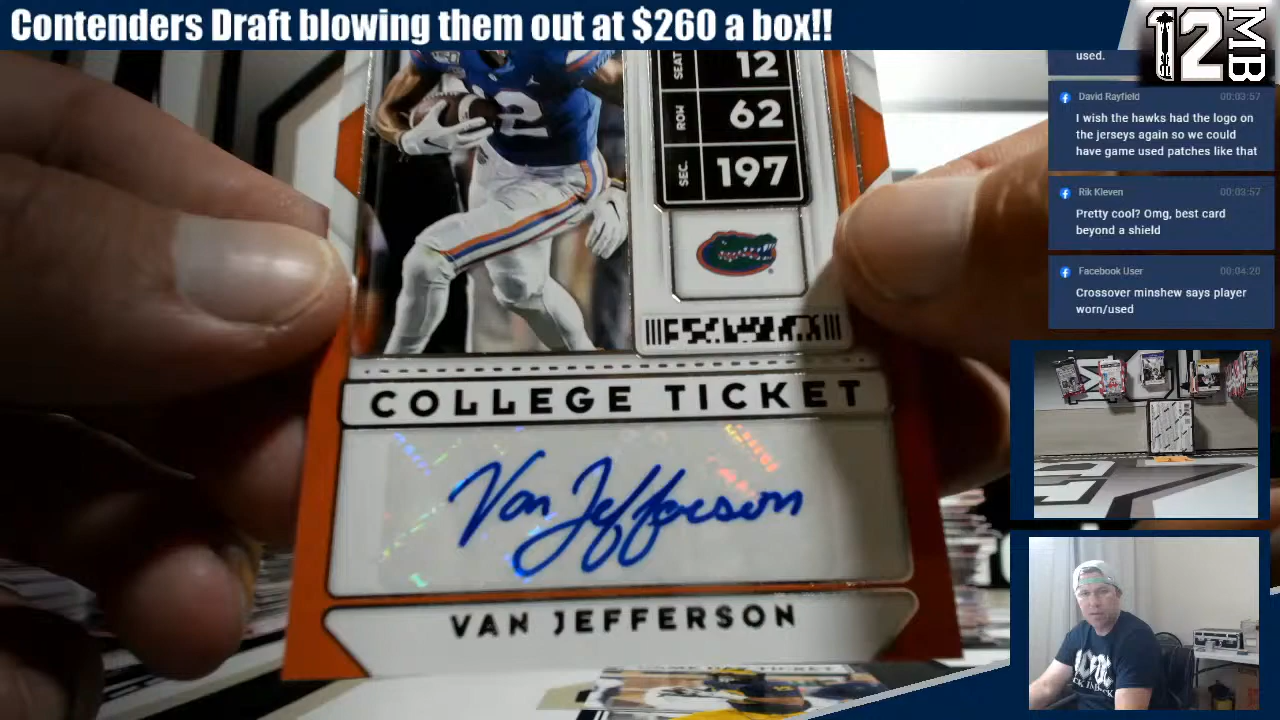 Contenders Draft blowing them out at $260 a box!!
12
MB
used.
David Rayfield 00:03:57
I wish the hawks had the logo on
the jerseys again so we could
have game used patches like that
Rik Kleven 00:03:57
Pretty cool? Omg, best card
beyond a shield
Facebook User 00:04:20
Crossover minshew says player
worn/used
2
SEAT 12
ROW 62
SEC. 197
COLLEGE TICKET
Van Jefferson
VAN JEFFERSON